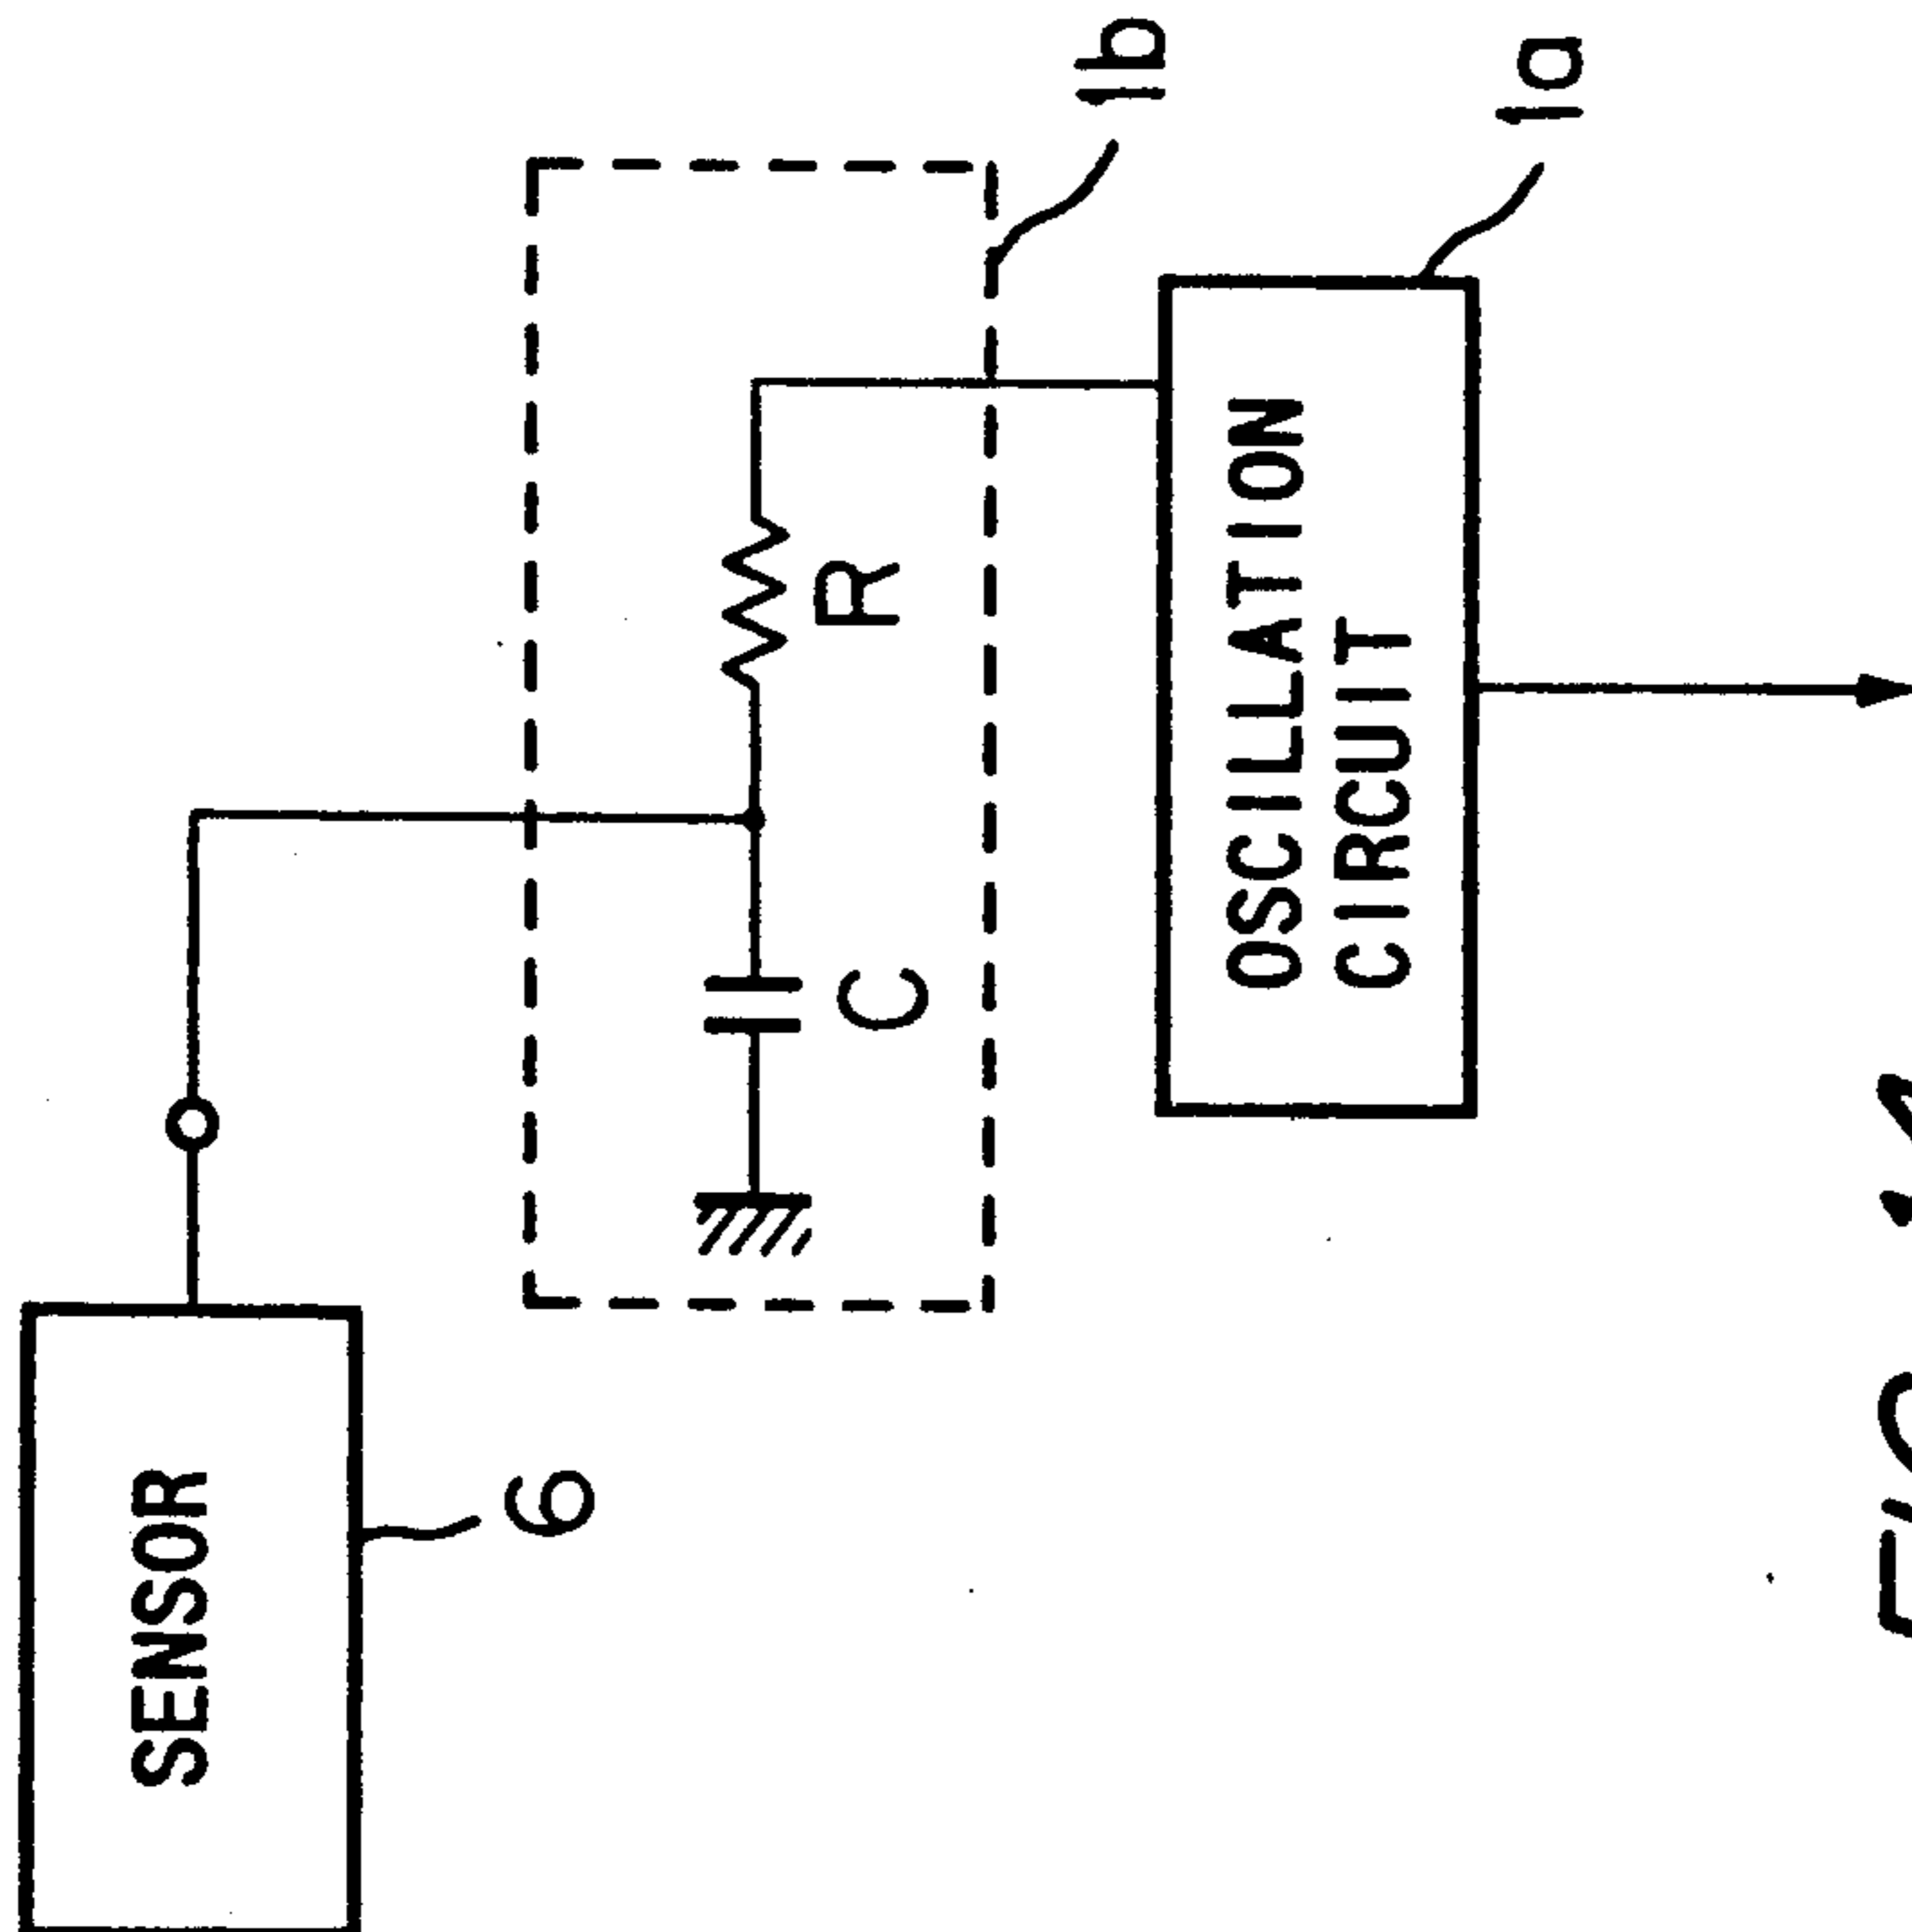 SENSOR
6
C
R
1b
OSCILLATION
CIRCUIT
1a